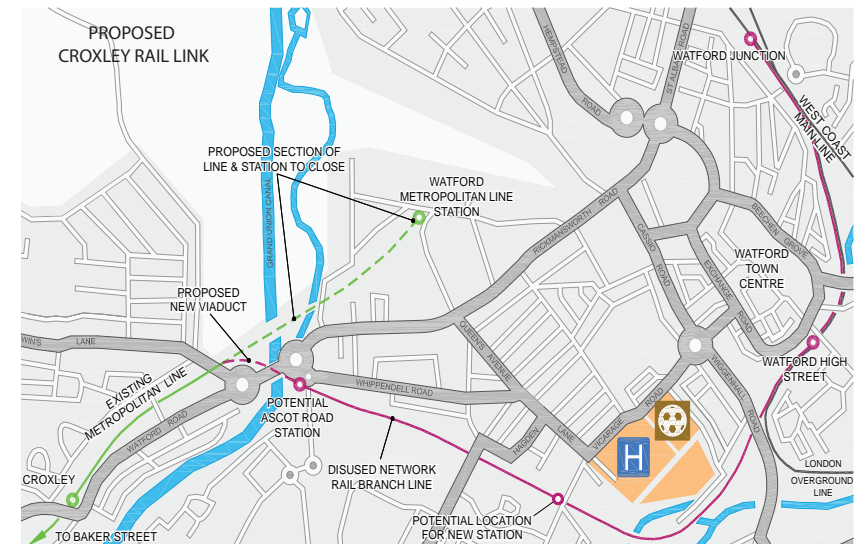 PROPOSED
CROXLEY RAIL LINK
HEMPSTEAD
ROAD
ST ALBANS ROAD
WATFORD JUNCTION
WEST COAST
MAIN LINE
PROPOSED SECTION OF
LINE & STATION TO CLOSE
GRAND UNION CANAL
WATFORD
METROPOLITAN LINE
STATION
RICKMANSWORTH ROAD
CASSIO ROAD
BEECHEN GROVE
EXCHANGE ROAD
WATFORD
TOWN
CENTRE
PROPOSED
NEW VIADUCT
WIN'S LANE
QUEEN'S AVENUE
WATFORD HIGH
STREET
EXISTING
METROPOLITAN LINE
WATFORD ROAD
WHIPPENDELL ROAD
POTENTIAL
ASCOT ROAD
STATION
HAGDEN LANE
VICARAGE ROAD
WIGGENHALL ROAD
H
DISUSED NETWORK
RAIL BRANCH LINE
CROXLEY
LONDON
OVERGROUND
LINE
POTENTIAL LOCATION
FOR NEW STATION
TO BAKER STREET